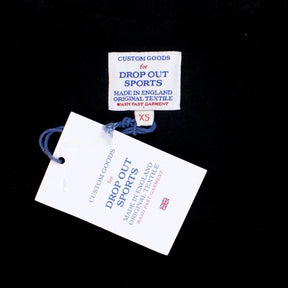 CUSTOM GOODS
for
DROP OUT
SPORTS
MADE IN ENGLAND
ORIGINAL TEXTILE
WASH FAST GARMENT
XS
CUSTOM GOODS
for
DROP OUT
SPORTS
MADE IN ENGLAND
ORIGINAL TEXTILE
WASH FAST GARMENT